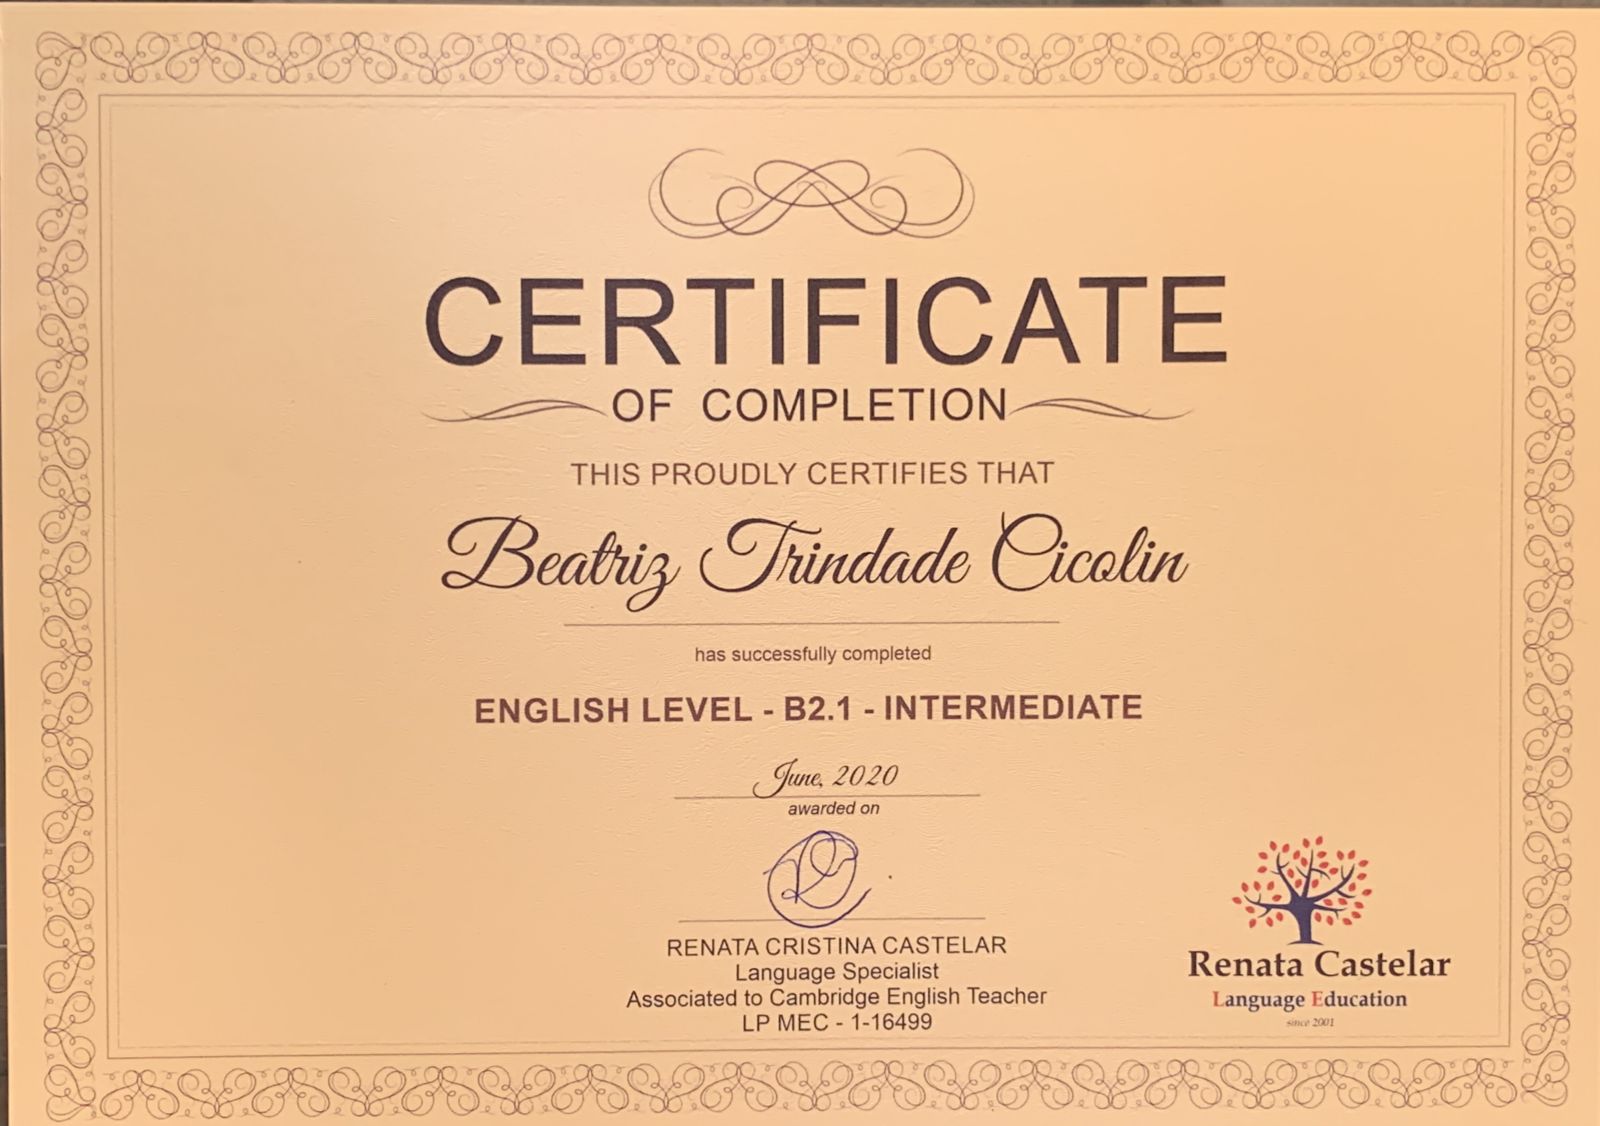 CERTIFICATE
OF COMPLETION
THIS PROUDLY CERTIFIES THAT
Beatriz Trindade Cicolin
has successfully completed
ENGLISH LEVEL - B2.1 - INTERMEDIATE
June, 2020
awarded on
RENATA CRISTINA CASTELAR
Language Specialist
Associated to Cambridge English Teacher
LP MEC - 1-16499
Renata Castelar
Language Education
since 2001